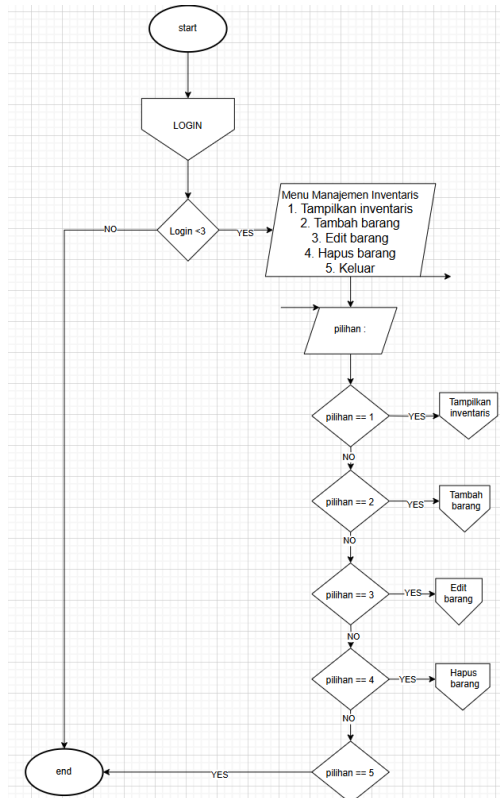 start
LOGIN
Login <3
NO
YES
Menu Manajemen Inventaris
1. Tampilkan inventaris
2. Tambah barang
3. Edit barang
4. Hapus barang
5. Keluar
pilihan :
pilihan == 1
YES
Tampilkan
inventaris
NO
pilihan == 2
YES
Tambah
barang
NO
pilihan == 3
YES
Edit
barang
NO
pilihan == 4
YES
Hapus
barang
NO
pilihan == 5
YES
end